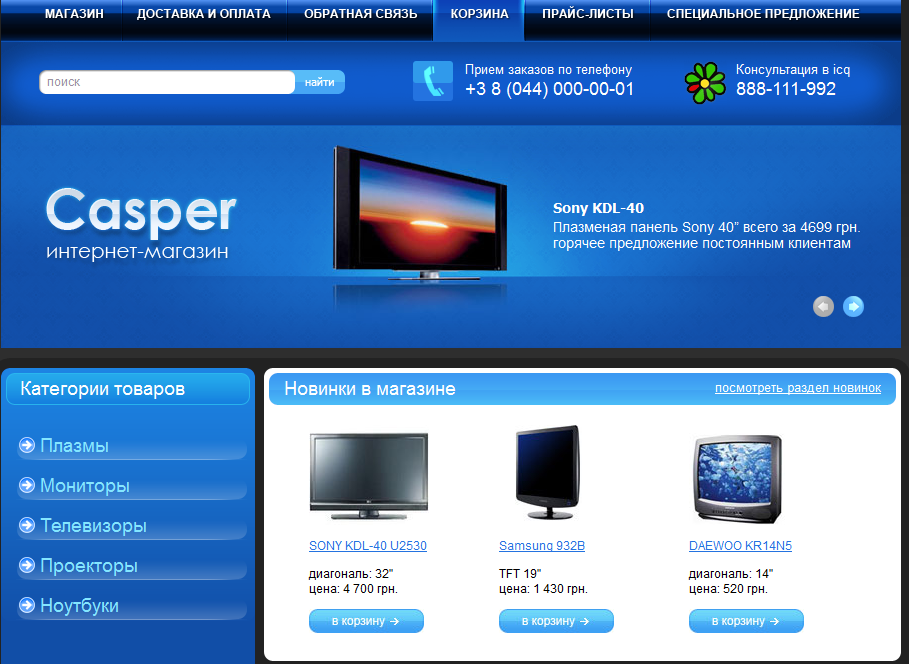 МАГАЗИН
ДОСТАВКА И ОПЛАТА
ОБРАТНАЯ СВЯЗЬ
КОРЗИНА
ПРАЙС-ЛИСТЫ
СПЕЦИАЛЬНОЕ ПРЕДЛОЖЕНИЕ
поиск
найти
Прием заказов по телефону
+3 8 (044) 000-00-01
Консультация в icq
888-111-992
Casper
интернет-магазин
Sony KDL-40
Плазменая панель Sony 40” всего за 4699 грн.
горячее предложение постоянным клиентам
Категории товаров
Плазмы
Мониторы
Телевизоры
Проекторы
Ноутбуки
Новинки в магазине
посмотреть раздел новинок
SONY KDL-40 U2530
диагональ: 32"
цена: 4 700 грн.
в корзину →
Samsung 932B
TFT 19"
цена: 1 430 грн.
в корзину →
DAEWOO KR14N5
диагональ: 14"
цена: 520 грн.
в корзину →